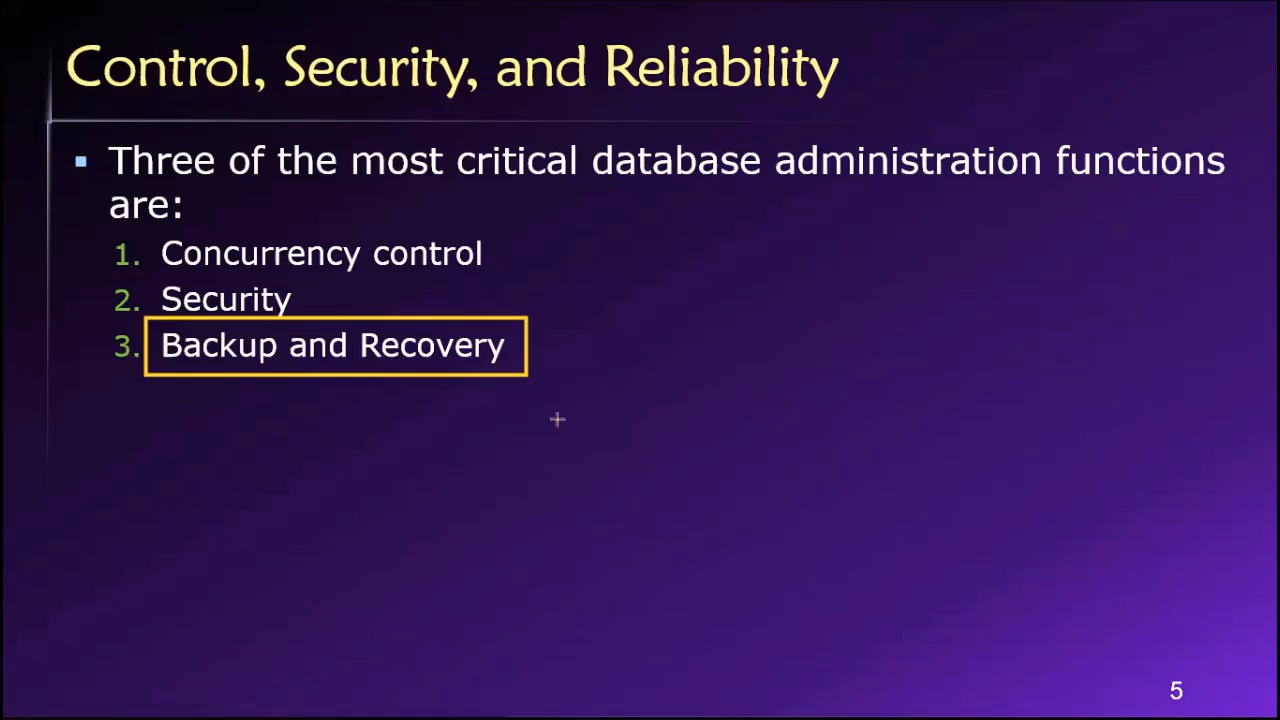 Control, Security, and Reliability
▪ Three of the most critical database administration functions
are:
1. Concurrency control
2. Security
3. Backup and Recovery
5